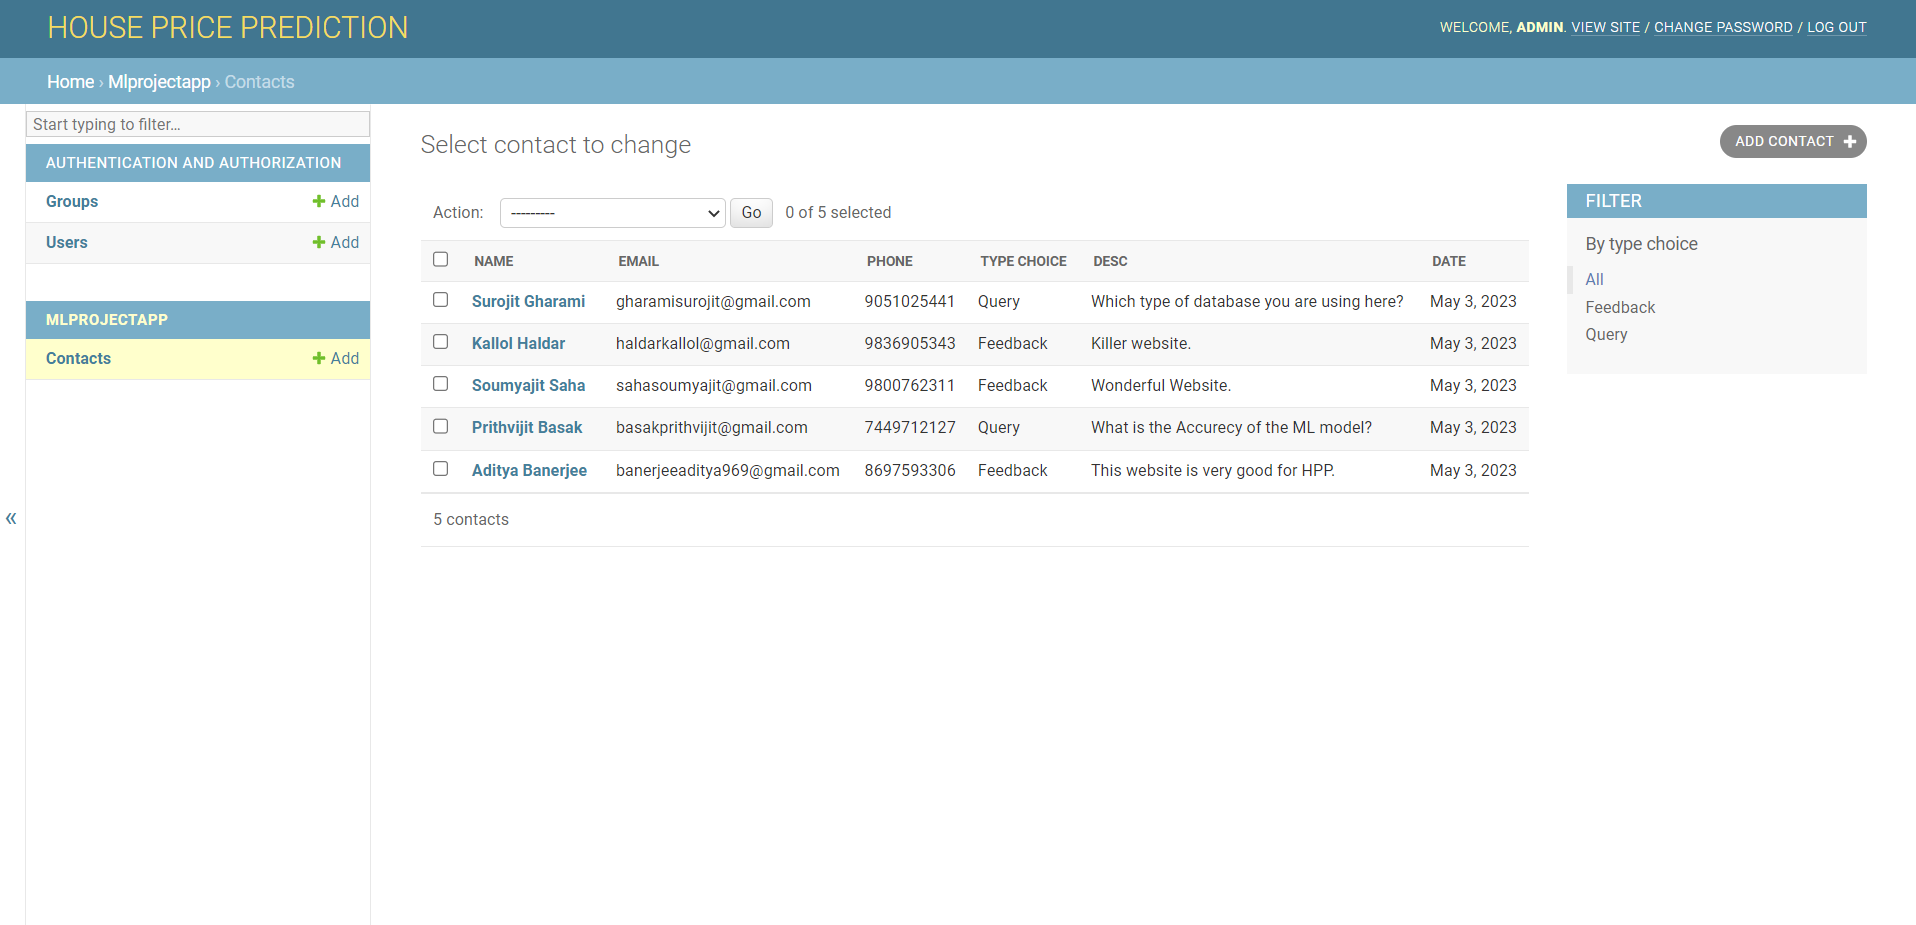 HOUSE PRICE PREDICTION
WELCOME, ADMIN. VIEW SITE / CHANGE PASSWORD / LOG OUT
Home › Mlprojectapp › Contacts
Start typing to filter...
AUTHENTICATION AND AUTHORIZATION
Groups + Add
Users + Add
MLPROJECTAPP
Contacts + Add
«
Select contact to change
ADD CONTACT +
Action: --------- Go 0 of 5 selected
NAME EMAIL PHONE TYPE CHOICE DESC DATE
Surojit Gharami gharamisurojit@gmail.com 9051025441 Query Which type of database you are using here? May 3, 2023
Kallol Haldar haldarkallol@gmail.com 9836905343 Feedback Killer website. May 3, 2023
Soumyajit Saha sahasoumyajit@gmail.com 9800762311 Feedback Wonderful Website. May 3, 2023
Prithvijit Basak basakprithvijit@gmail.com 7449712127 Query What is the Accurecy of the ML model? May 3, 2023
Aditya Banerjee banerjeeaditya969@gmail.com 8697593306 Feedback This website is very good for HPP. May 3, 2023
5 contacts
FILTER
By type choice
All
Feedback
Query